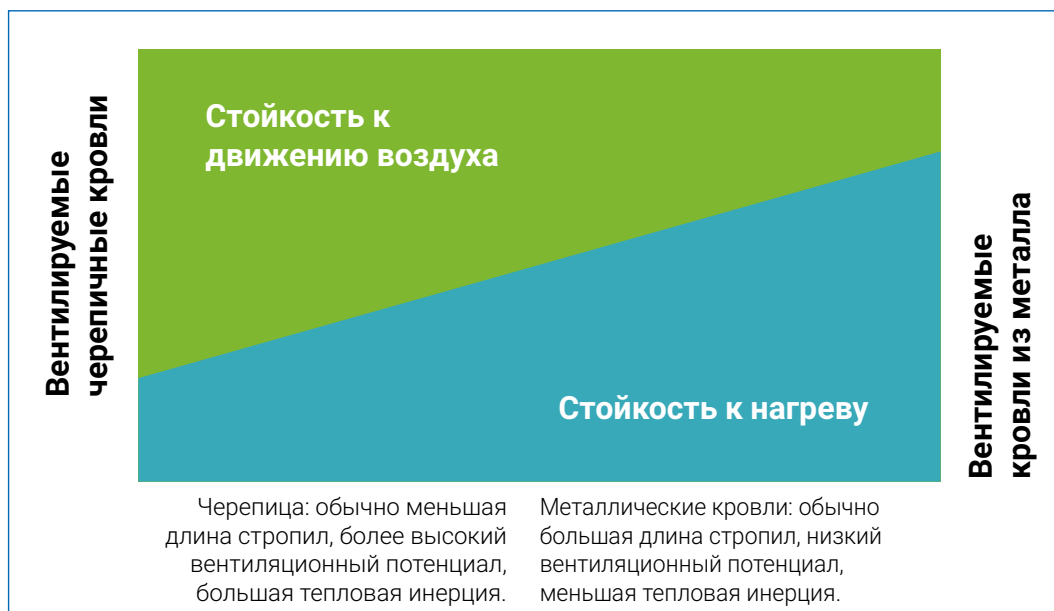 Вентилируемые
черепичные кровли
Стойкость к
движению воздуха
Стойкость к нагреву
Вентилируемые
кровли из металла
Черепица: обычно меньшая
длина стропил, более высокий
вентиляционный потенциал,
большая тепловая инерция.
Металлические кровли: обычно
большая длина стропил, низкий
вентиляционный потенциал,
меньшая тепловая инерция.